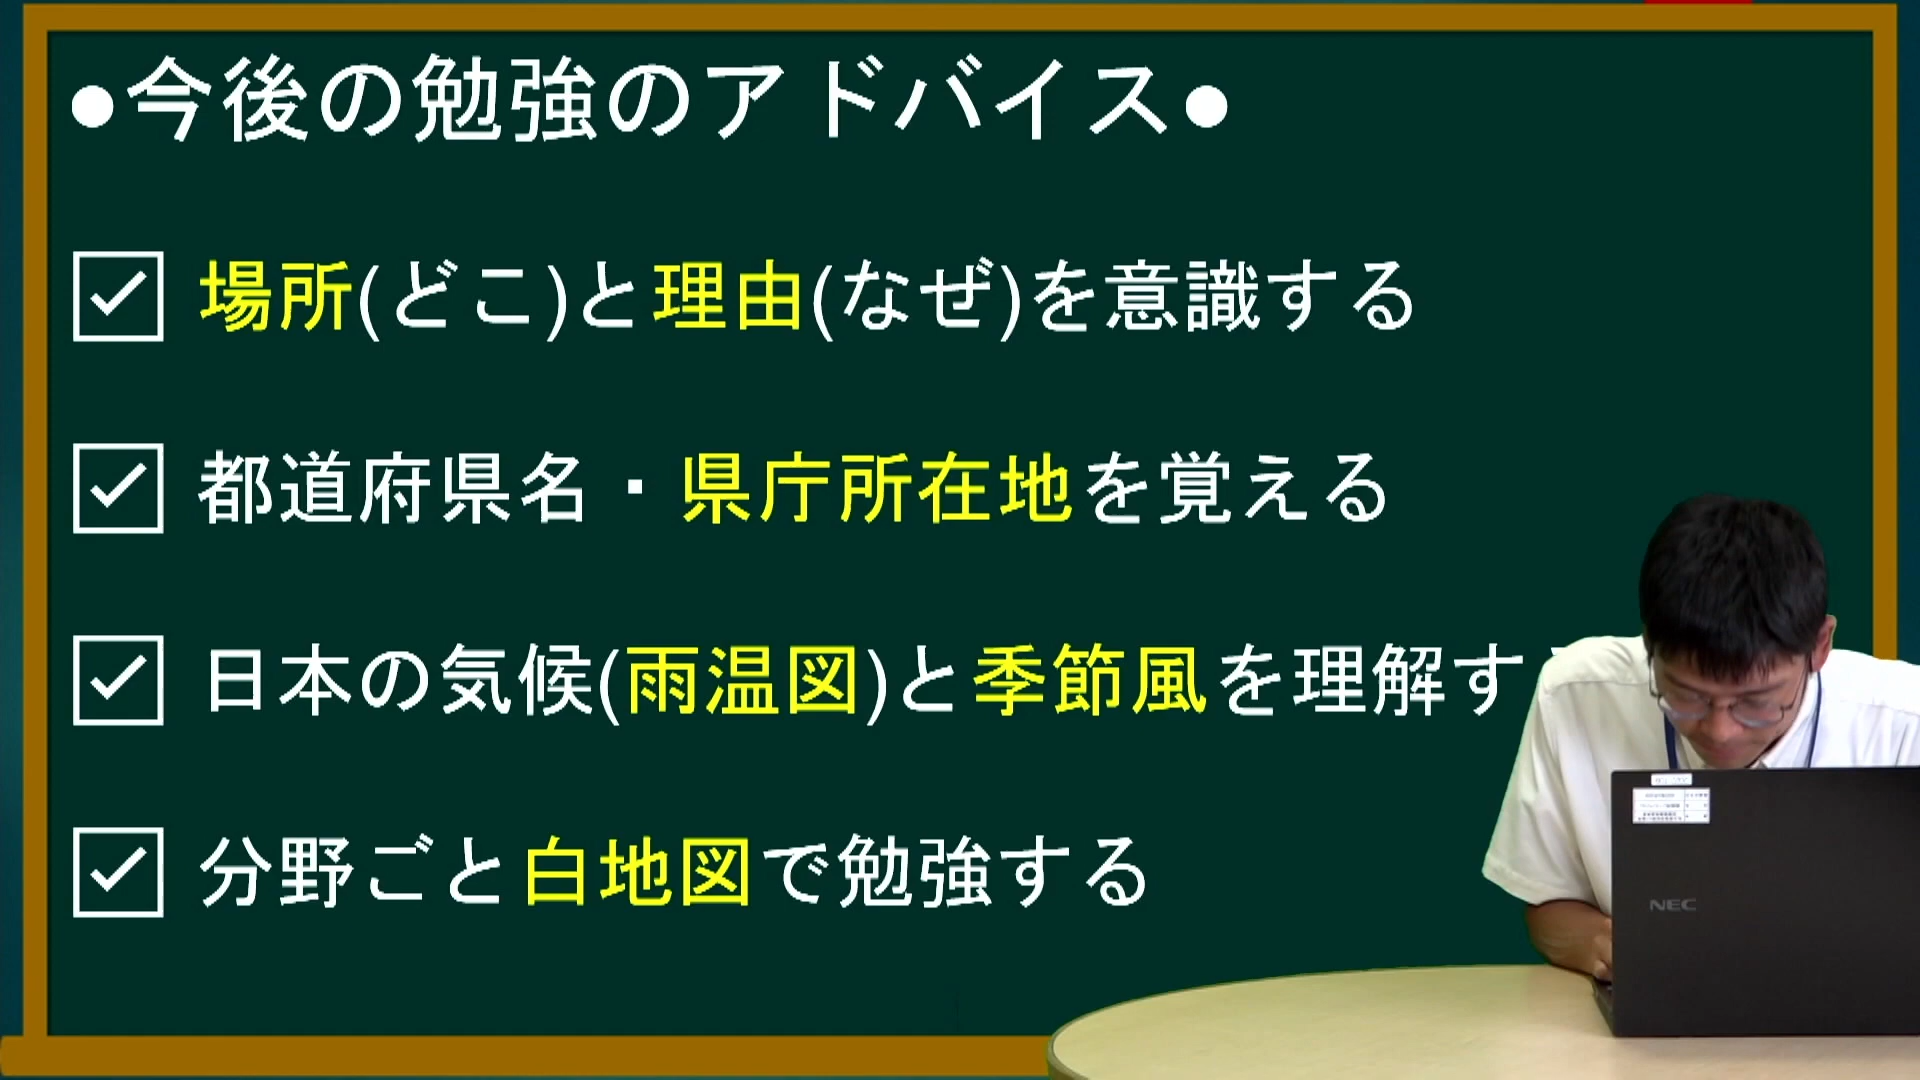 ●今後の勉強のアドバイス●
場所(どこ)と理由(なぜ)を意識する
都道府県名・県庁所在地を覚える
日本の気候(雨温図)と季節風を理解す
分野ごと白地図で勉強する
NEC